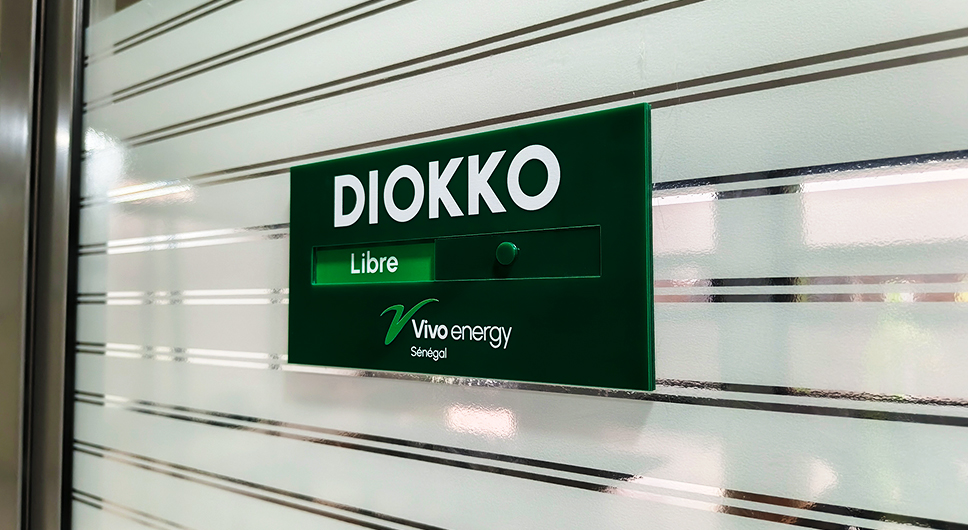 DIOKKO
Libre
Vivo energy
Sénégal